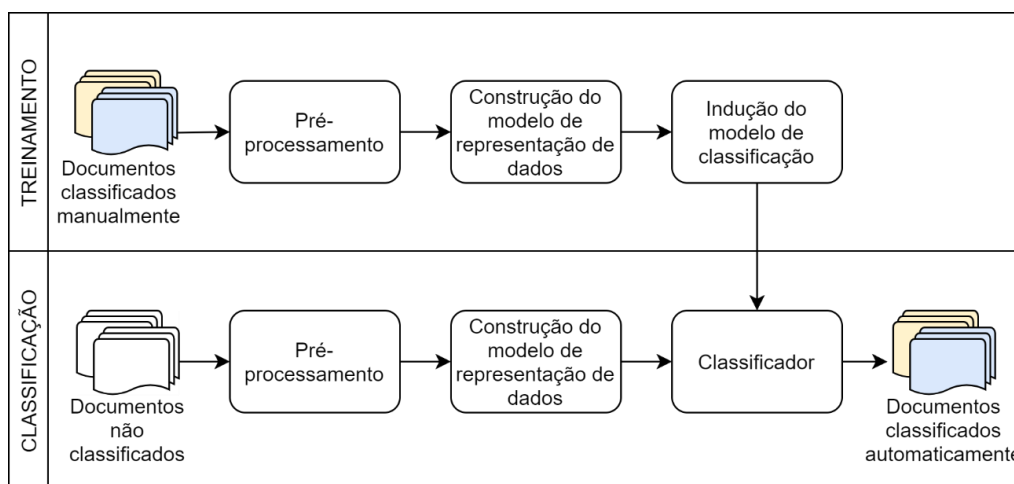 TREINAMENTO
Documentos
classificados
manualmente
Pré-
processamento
Construção do
modelo de
representação de
dados
Indução do
modelo de
classificação
CLASSIFICAÇÃO
Documentos
não
classificados
Pré-
processamento
Construção do
modelo de
representação de
dados
Classificador
Documentos
classificados
automaticamente